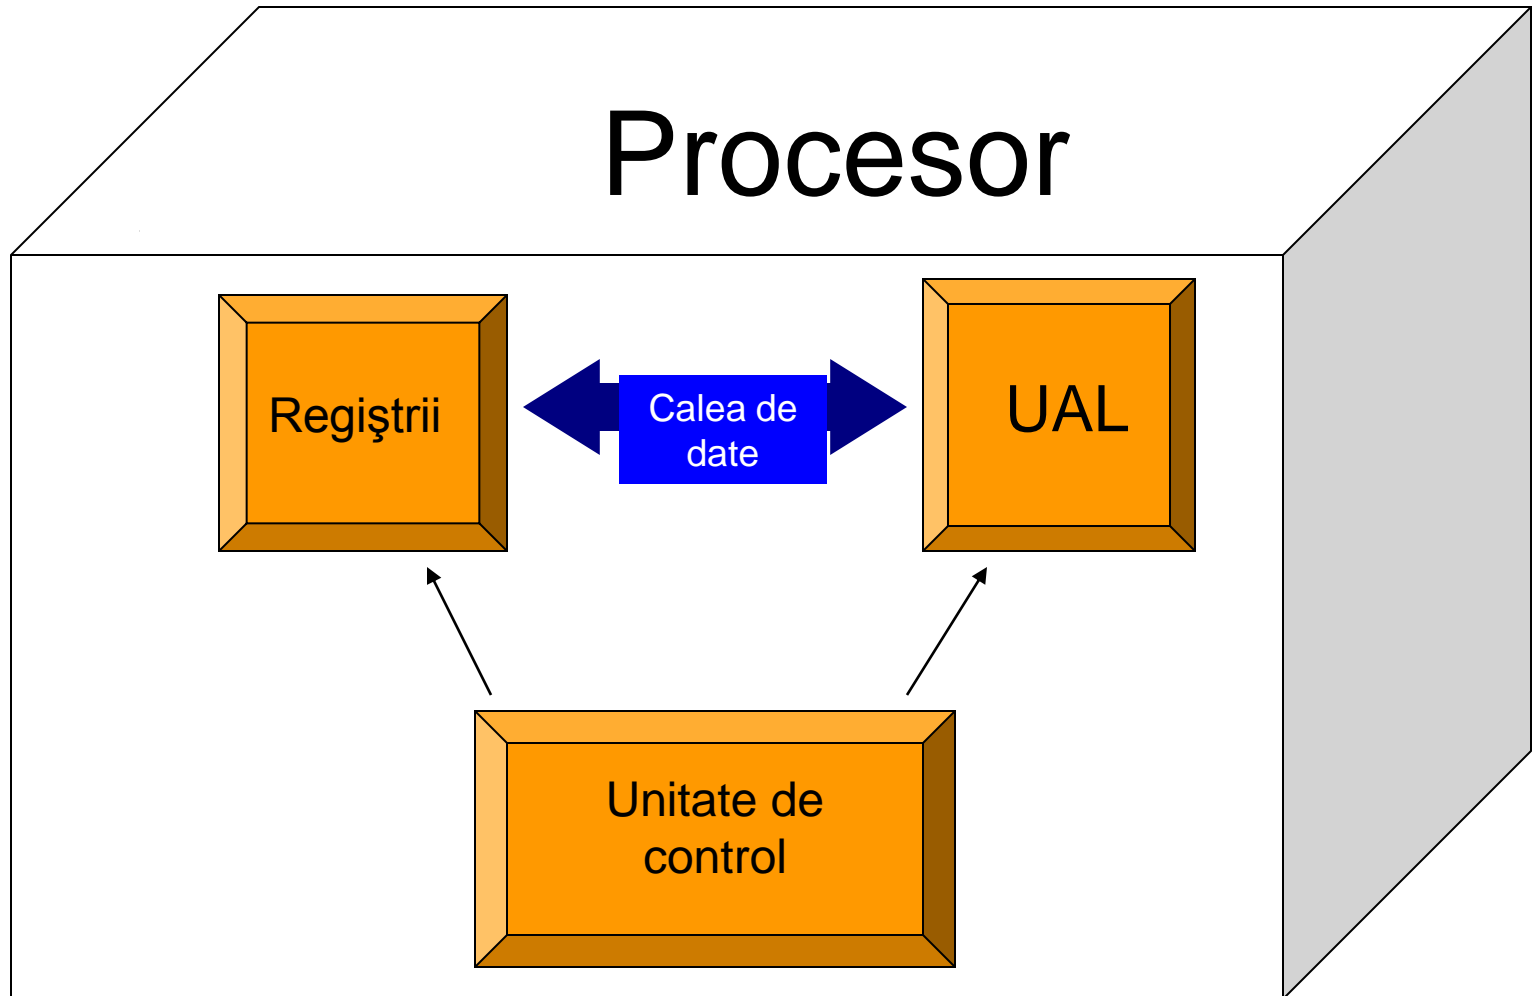 Procesor
Regiştrii
Calea de
date
UAL
Unitate de
control